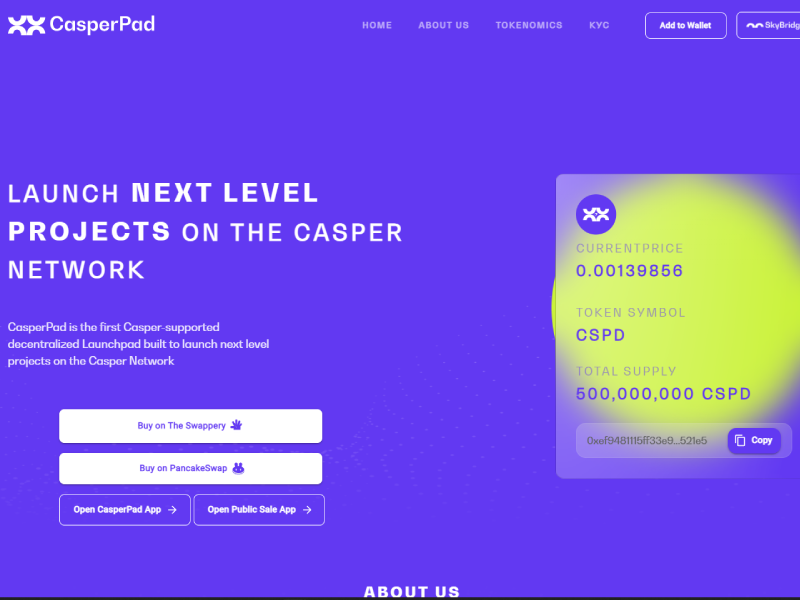 CasperPad
HOME ABOUT US TOKENOMICS KYC Add to Wallet SkyBridg
LAUNCH NEXT LEVEL
PROJECTS ON THE CASPER
NETWORK
CasperPad is the first Casper-supported
decentralized Launchpad built to launch next level
projects on the Casper Network
Buy on The Swappery
Buy on PancakeSwap
Open CasperPad App → Open Public Sale App →
CURRENTPRICE
0.00139856
TOKEN SYMBOL
CSPD
TOTAL SUPPLY
500,000,000 CSPD
0xef9481115ff33e9...521e5 Copy
ABOUT US